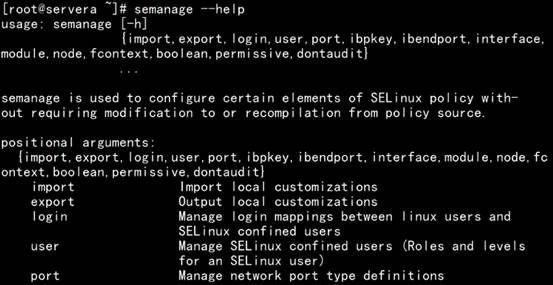 [root@servera ~]# semanage --help
usage: semanage [-h]
{import,export,login,user,port,ibpkey,ibendport,interface,
module,node,fcontext,boolean,permissive,dontaudit}
...
semanage is used to configure certain elements of SELinux policy with-
out requiring modification to or recompilation from policy source.
positional arguments:
{import,export,login,user,port,ibpkey,ibendport,interface,module,node,fc
ontext,boolean,permissive,dontaudit}
import Import local customizations
export Output local customizations
login Manage login mappings between linux users and
SELinux confined users
user Manage SELinux confined users (Roles and levels
for an SELinux user)
port Manage network port type definitions